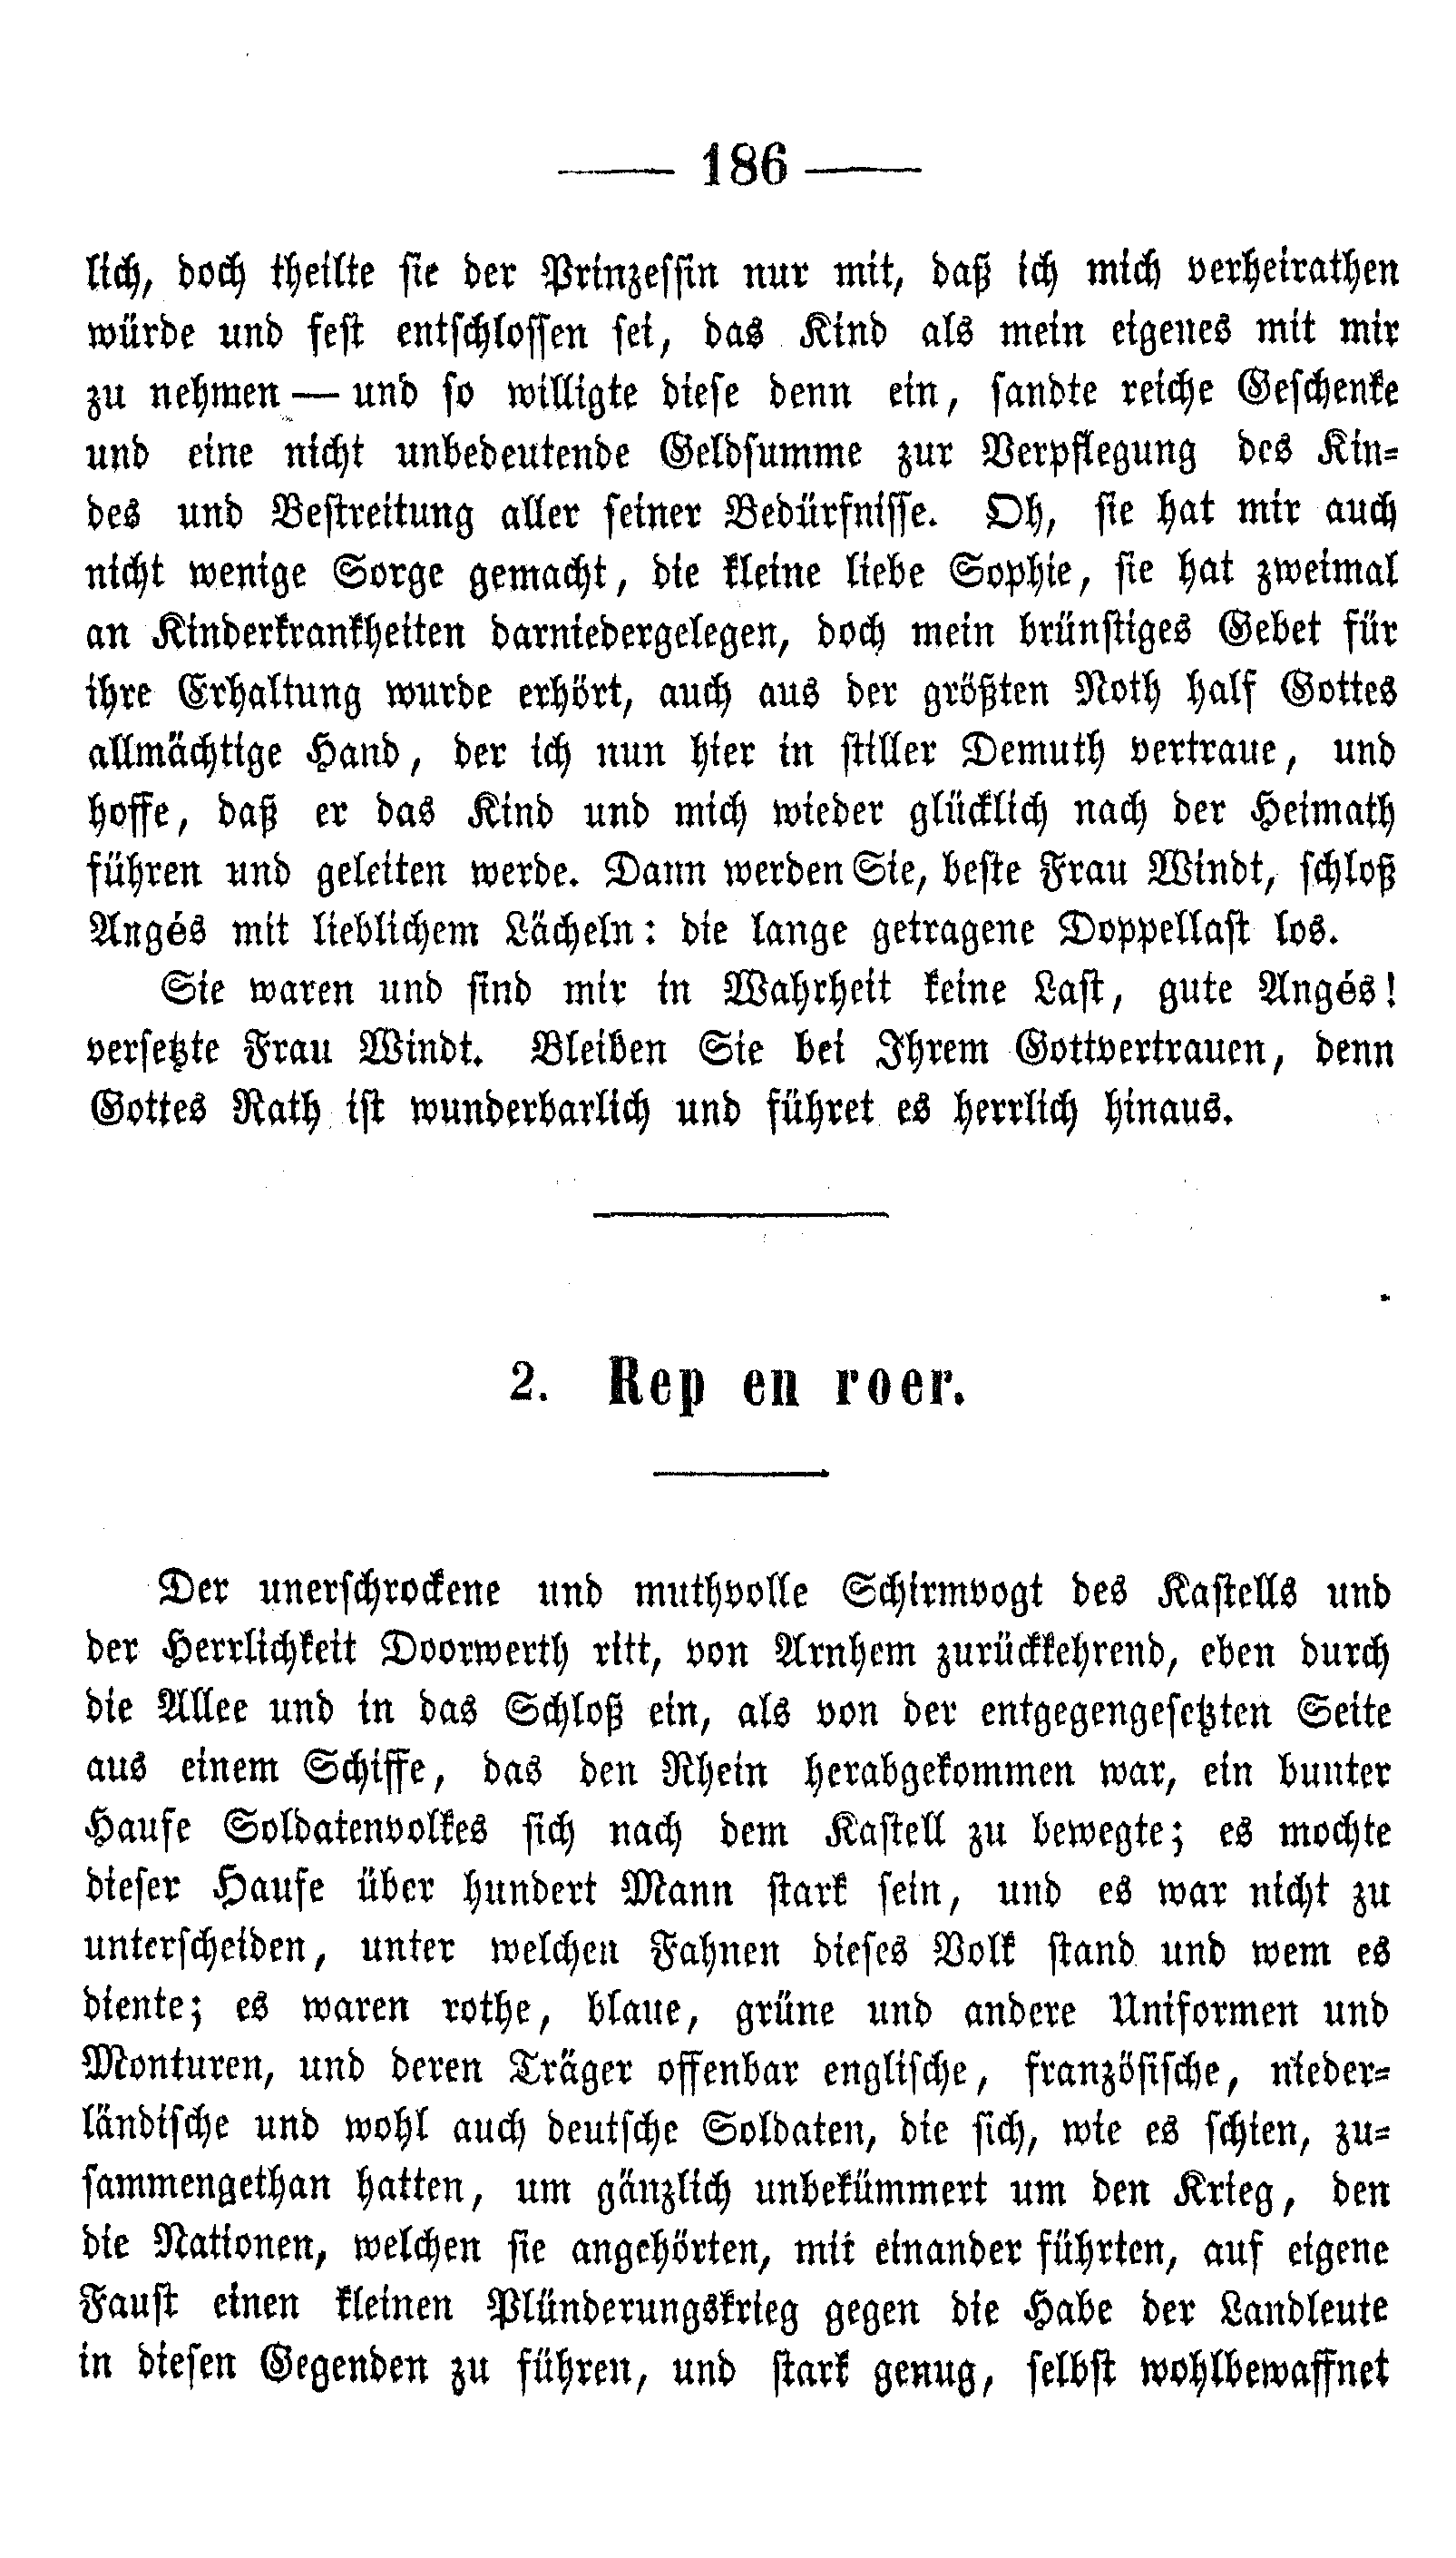 — 186 —
lich, doch theilte sie der Prinzessin nur mit, daß ich mich verheirathen
würde und fest entschlossen sei, das Kind als mein eigenes mit mir
zu nehmen — und so willigte diese denn ein, sandte reiche Geschenke
und eine nicht unbedeutende Geldsumme zur Verpflegung des Kin-
des und Bestreitung aller seiner Bedürfnisse. Oh, sie hat mir auch
nicht wenige Sorge gemacht, die kleine liebe Sophie, sie hat zweimal
an Kinderkrankheiten darniedergelegen, doch mein brünstiges Gebet für
ihre Erhaltung wurde erhört, auch aus der größten Noth half Gottes
allmächtige Hand, der ich nun hier in stiller Demuth vertraue, und
hoffe, daß er das Kind und mich wieder glücklich nach der Heimath
führen und geleiten werde. Dann werden Sie, beste Frau Windt, schloß
Angés mit lieblichem Lächeln: die lange getragene Doppellast los.
Sie waren und sind mir in Wahrheit keine Last, gute Angés!
versetzte Frau Windt. Bleiben Sie bei Ihrem Gottvertrauen, denn
Gottes Rath ist wunderbarlich und führet es herrlich hinaus.
2. Rep en roer.
Der unerschrockene und muthvolle Schirmvogt des Kastells und
der Herrlichkeit Doorwerth ritt, von Arnhem zurückkehrend, eben durch
die Allee und in das Schloß ein, als von der entgegengesetzten Seite
aus einem Schiffe, das den Rhein herabgekommen war, ein bunter
Haufe Soldatenvolkes sich nach dem Kastell zu bewegte; es mochte
dieser Haufe über hundert Mann stark sein, und es war nicht zu
unterscheiden, unter welchen Fahnen dieses Volk stand und wem es
diente; es waren rothe, blaue, grüne und andere Uniformen und
Monturen, und deren Träger offenbar englische, französische, nieder-
ländische und wohl auch deutsche Soldaten, die sich, wie es schien, zu-
sammengethan hatten, um gänzlich unbekümmert um den Krieg, den
die Nationen, welchen sie angehörten, mit einander führten, auf eigene
Faust einen kleinen Plünderungskrieg gegen die Habe der Landleute
in diesen Gegenden zu führen, und stark genug, selbst wohlbewaffnet